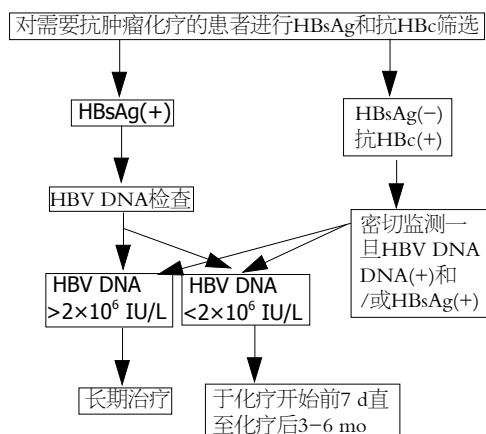 对需要抗肿瘤化疗的患者进行HBsAg和抗HBc筛选
HBsAg(+)
HBsAg(−)
抗HBc(+)
HBV DNA检查
密切监测一
旦HBV DNA
DNA(+)和
/或HBsAg(+)
HBV DNA
>2×10⁶ IU/L
HBV DNA
<2×10⁶ IU/L
长期治疗
于化疗开始前7 d直
至化疗后3−6 mo